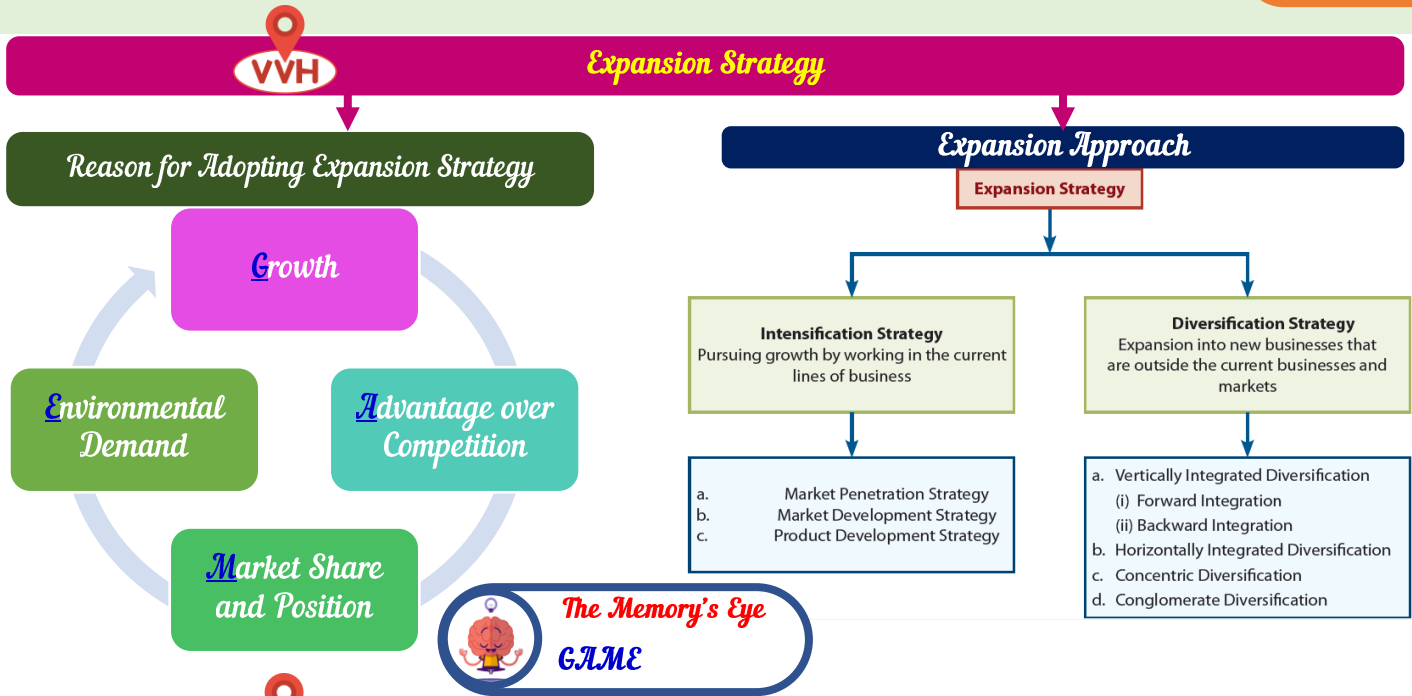 VVH
Expansion Strategy
Reason for Adopting Expansion Strategy
Growth
Advantage over
Competition
Market Share
and Position
Environmental
Demand
The Memory's Eye
GAME
Expansion Approach
Expansion Strategy
Intensification Strategy
Pursuing growth by working in the current
lines of business
a. Market Penetration Strategy
b. Market Development Strategy
c. Product Development Strategy
Diversification Strategy
Expansion into new businesses that
are outside the current businesses and
markets
a. Vertically Integrated Diversification
(i) Forward Integration
(ii) Backward Integration
b. Horizontally Integrated Diversification
c. Concentric Diversification
d. Conglomerate Diversification